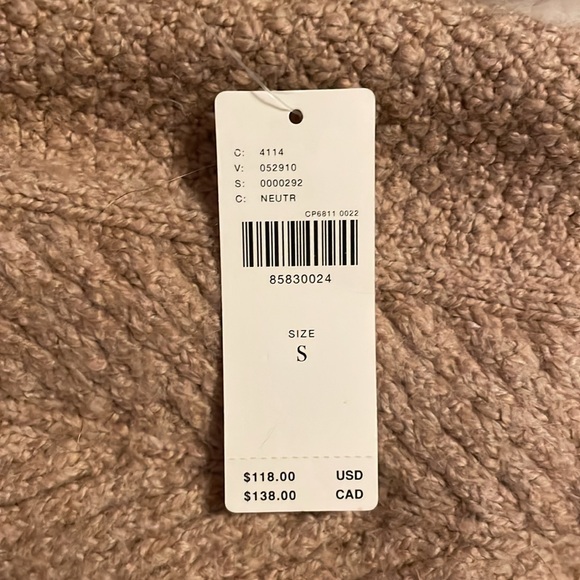 C: 4114
V: 052910
S: 0000292
C: NEUTR
CP6811 0022
85830024
SIZE
S
$118.00 USD
$138.00 CAD